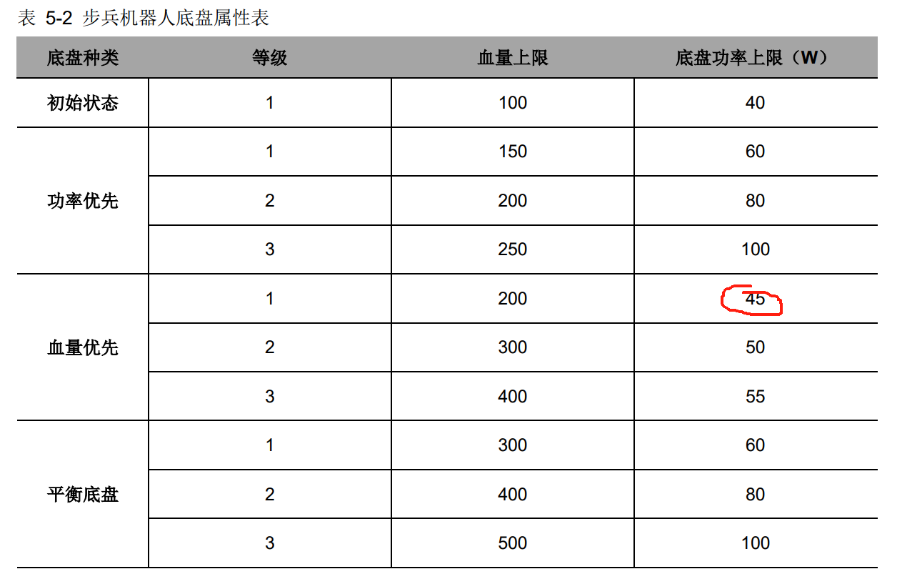 表 5-2 步兵机器人底盘属性表
底盘种类 等级 血量上限 底盘功率上限（W）
初始状态 1 100 40
功率优先 1 150 60
2 200 80
3 250 100
血量优先 1 200 45
2 300 50
3 400 55
平衡底盘 1 300 60
2 400 80
3 500 100